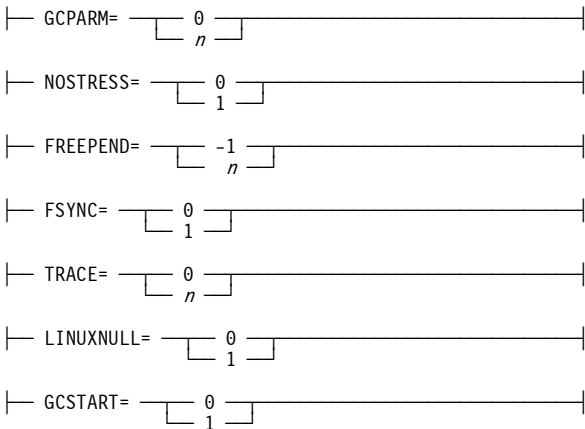 GCPARM= 0
n
NOSTRESS= 0
1
FREEPEND= -1
n
FSYNC= 0
1
TRACE= 0
n
LINUXNULL= 0
1
GCSTART= 0
1